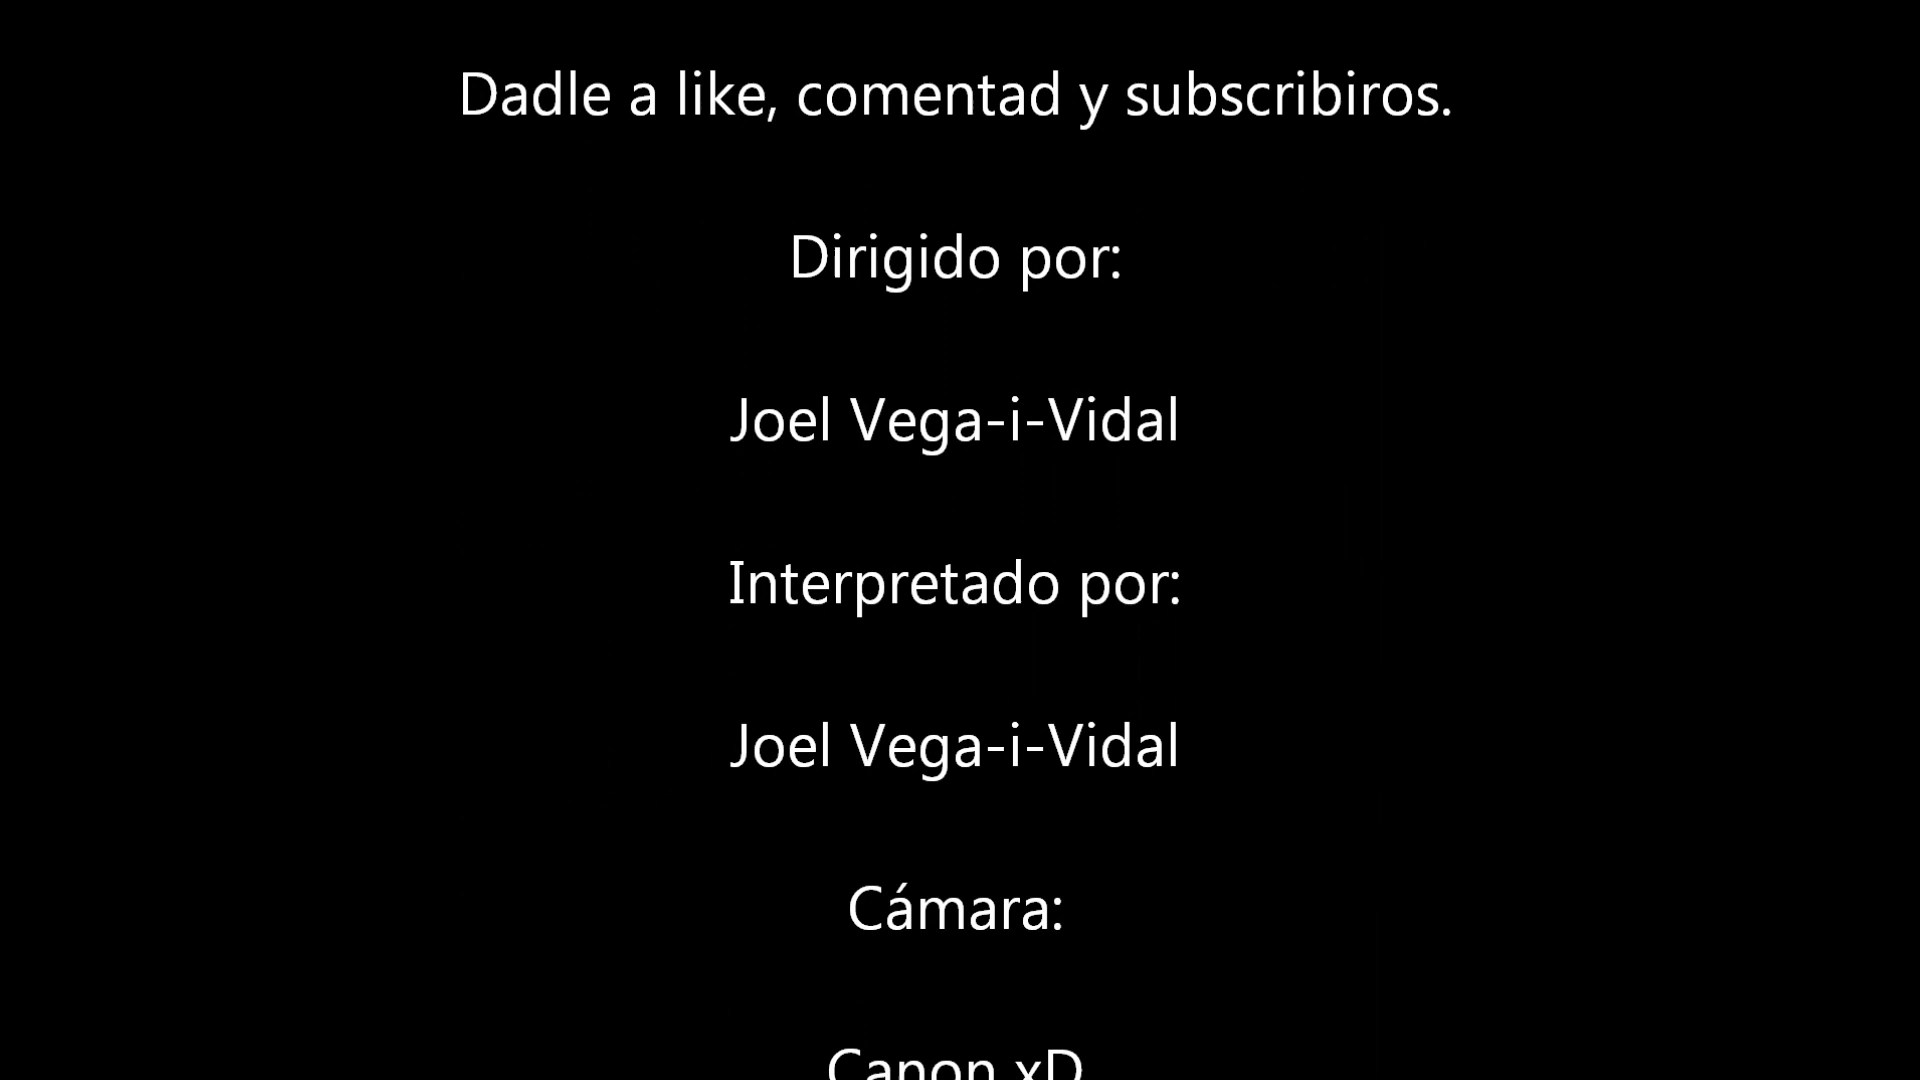 Dadle a like, comentad y subscribiros.
Dirigido por:
Joel Vega-i-Vidal
Interpretado por:
Joel Vega-i-Vidal
Cámara:
Canon xD